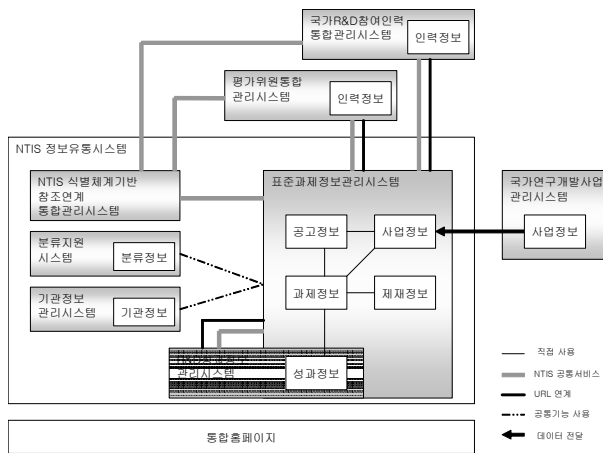 국가R&D참여인력
통합관리시스템
인력정보
평가위원통합
관리시스템
인력정보
NTIS 정보유통시스템
NTIS 식별체계기반
참조연계
통합관리시스템
표준과제정보관리시스템
국가연구개발사업
관리시스템
사업정보
공고정보
사업정보
분류지원
시스템
분류정보
과제정보
제재정보
기관정보
관리시스템
기관정보
관리시스템
성과정보
직접 사용
NTIS 공통서비스
URL 연계
공통기능 사용
데이터 전달
통합홈페이지